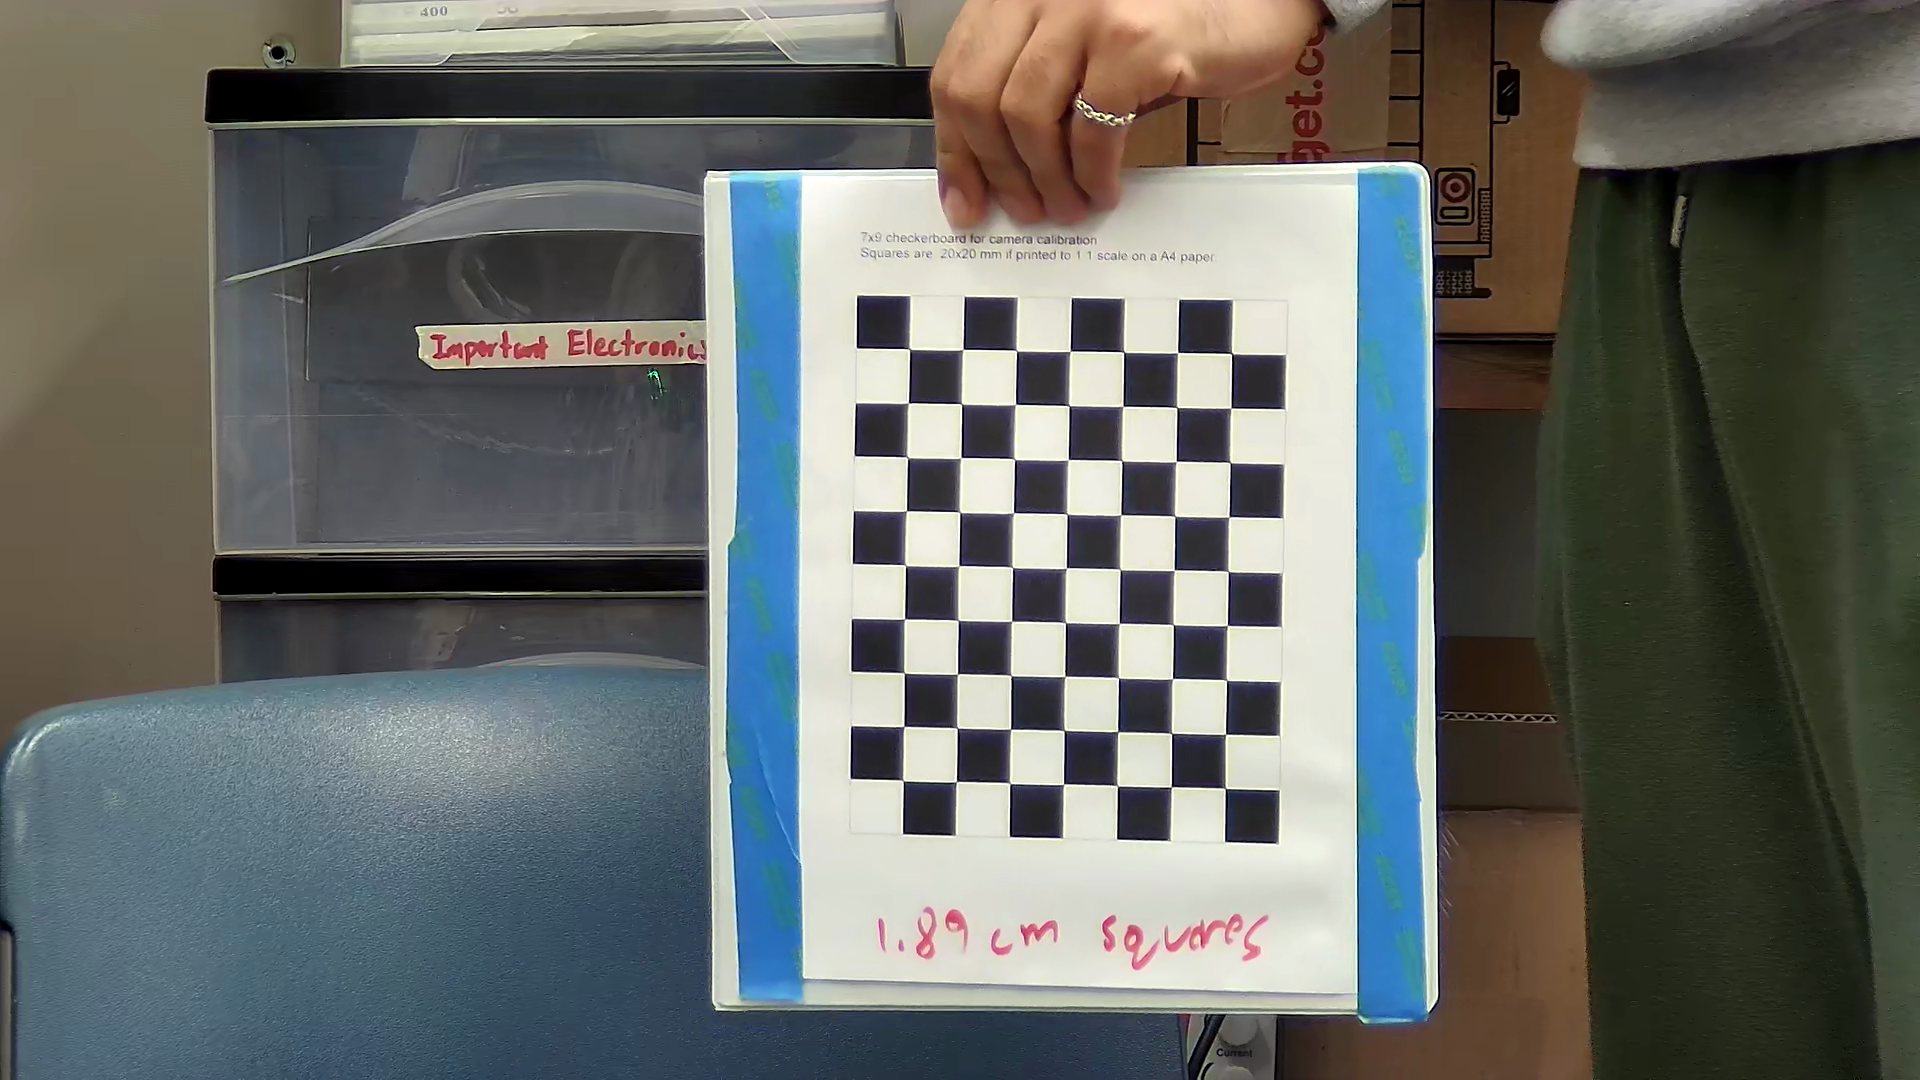 400
get.co
Important Electronics
7x9 checkerboard for camera calibration
Squares are 20x20 mm if printed to 1 1 scale on a A4 paper
1.89 cm squares
Current